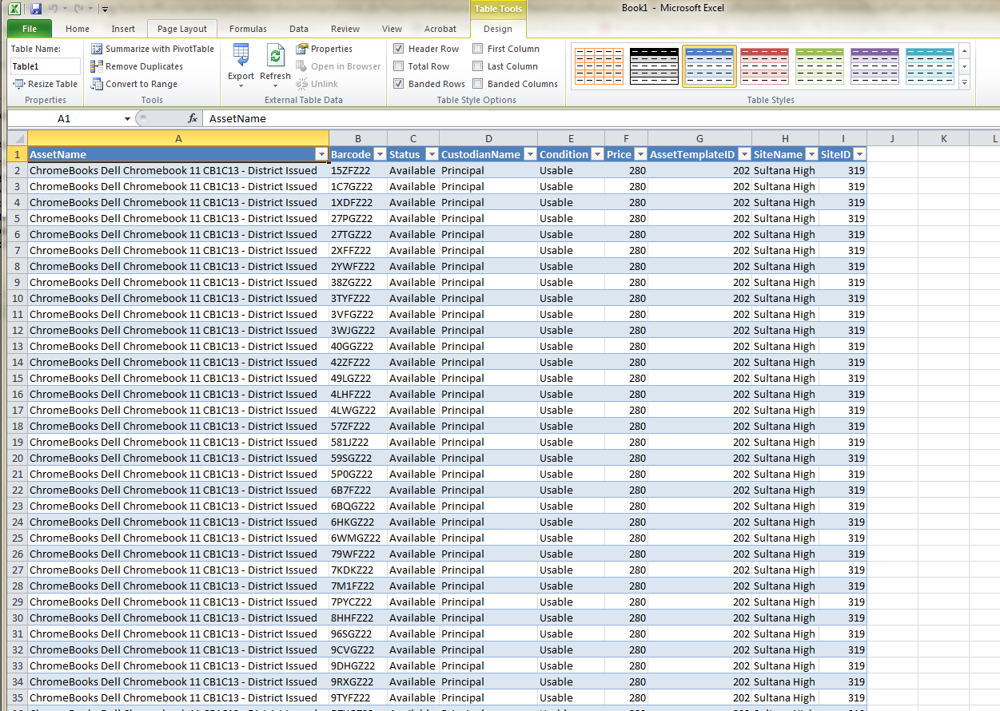 Table Tools
Book1 - Microsoft Excel
File Home Insert Page Layout Formulas Data Review View Acrobat Design
Table Name: Summarize with PivotTable Properties Header Row First Column
Table1 Remove Duplicates Export Refresh Open in Browser Total Row Last Column
Resize Table Convert to Range Unlink Banded Rows Banded Columns
Properties Tools External Table Data Table Style Options Table Styles
A1 fx AssetName
A B C D E F G H I J K L
1 AssetName Barcode Status CustodianName Condition Price AssetTemplateID SiteName SiteID
2 ChromeBooks Dell Chromebook 11 CB1C13 - District Issued 15ZFZ22 Available Principal Usable 280 202 Sultana High 319
3 ChromeBooks Dell Chromebook 11 CB1C13 - District Issued 1C7GZ22 Available Principal Usable 280 202 Sultana High 319
4 ChromeBooks Dell Chromebook 11 CB1C13 - District Issued 1XDFZ22 Available Principal Usable 280 202 Sultana High 319
5 ChromeBooks Dell Chromebook 11 CB1C13 - District Issued 27PGZ22 Available Principal Usable 280 202 Sultana High 319
6 ChromeBooks Dell Chromebook 11 CB1C13 - District Issued 27TGZ22 Available Principal Usable 280 202 Sultana High 319
7 ChromeBooks Dell Chromebook 11 CB1C13 - District Issued 2XFFZ22 Available Principal Usable 280 202 Sultana High 319
8 ChromeBooks Dell Chromebook 11 CB1C13 - District Issued 2YWFZ22 Available Principal Usable 280 202 Sultana High 319
9 ChromeBooks Dell Chromebook 11 CB1C13 - District Issued 38ZGZ22 Available Principal Usable 280 202 Sultana High 319
10 ChromeBooks Dell Chromebook 11 CB1C13 - District Issued 3TYFZ22 Available Principal Usable 280 202 Sultana High 319
11 ChromeBooks Dell Chromebook 11 CB1C13 - District Issued 3VFGZ22 Available Principal Usable 280 202 Sultana High 319
12 ChromeBooks Dell Chromebook 11 CB1C13 - District Issued 3WJGZ22 Available Principal Usable 280 202 Sultana High 319
13 ChromeBooks Dell Chromebook 11 CB1C13 - District Issued 40GGZ22 Available Principal Usable 280 202 Sultana High 319
14 ChromeBooks Dell Chromebook 11 CB1C13 - District Issued 42ZFZ22 Available Principal Usable 280 202 Sultana High 319
15 ChromeBooks Dell Chromebook 11 CB1C13 - District Issued 49LGZ22 Available Principal Usable 280 202 Sultana High 319
16 ChromeBooks Dell Chromebook 11 CB1C13 - District Issued 4LHFZ22 Available Principal Usable 280 202 Sultana High 319
17 ChromeBooks Dell Chromebook 11 CB1C13 - District Issued 4LWGZ22 Available Principal Usable 280 202 Sultana High 319
18 ChromeBooks Dell Chromebook 11 CB1C13 - District Issued 57ZFZ22 Available Principal Usable 280 202 Sultana High 319
19 ChromeBooks Dell Chromebook 11 CB1C13 - District Issued 581JZ22 Available Principal Usable 280 202 Sultana High 319
20 ChromeBooks Dell Chromebook 11 CB1C13 - District Issued 59SGZ22 Available Principal Usable 280 202 Sultana High 319
21 ChromeBooks Dell Chromebook 11 CB1C13 - District Issued 5P0GZ22 Available Principal Usable 280 202 Sultana High 319
22 ChromeBooks Dell Chromebook 11 CB1C13 - District Issued 6B7FZ22 Available Principal Usable 280 202 Sultana High 319
23 ChromeBooks Dell Chromebook 11 CB1C13 - District Issued 6BQGZ22 Available Principal Usable 280 202 Sultana High 319
24 ChromeBooks Dell Chromebook 11 CB1C13 - District Issued 6HKGZ22 Available Principal Usable 280 202 Sultana High 319
25 ChromeBooks Dell Chromebook 11 CB1C13 - District Issued 6WMGZ22 Available Principal Usable 280 202 Sultana High 319
26 ChromeBooks Dell Chromebook 11 CB1C13 - District Issued 79WFZ22 Available Principal Usable 280 202 Sultana High 319
27 ChromeBooks Dell Chromebook 11 CB1C13 - District Issued 7KDKZ22 Available Principal Usable 280 202 Sultana High 319
28 ChromeBooks Dell Chromebook 11 CB1C13 - District Issued 7M1FZ22 Available Principal Usable 280 202 Sultana High 319
29 ChromeBooks Dell Chromebook 11 CB1C13 - District Issued 7PYCZ22 Available Principal Usable 280 202 Sultana High 319
30 ChromeBooks Dell Chromebook 11 CB1C13 - District Issued 8HHFZ22 Available Principal Usable 280 202 Sultana High 319
31 ChromeBooks Dell Chromebook 11 CB1C13 - District Issued 96SGZ22 Available Principal Usable 280 202 Sultana High 319
32 ChromeBooks Dell Chromebook 11 CB1C13 - District Issued 9CVGZ22 Available Principal Usable 280 202 Sultana High 319
33 ChromeBooks Dell Chromebook 11 CB1C13 - District Issued 9DHGZ22 Available Principal Usable 280 202 Sultana High 319
34 ChromeBooks Dell Chromebook 11 CB1C13 - District Issued 9RXGZ22 Available Principal Usable 280 202 Sultana High 319
35 ChromeBooks Dell Chromebook 11 CB1C13 - District Issued 9TYFZ22 Available Principal Usable 280 202 Sultana High 319